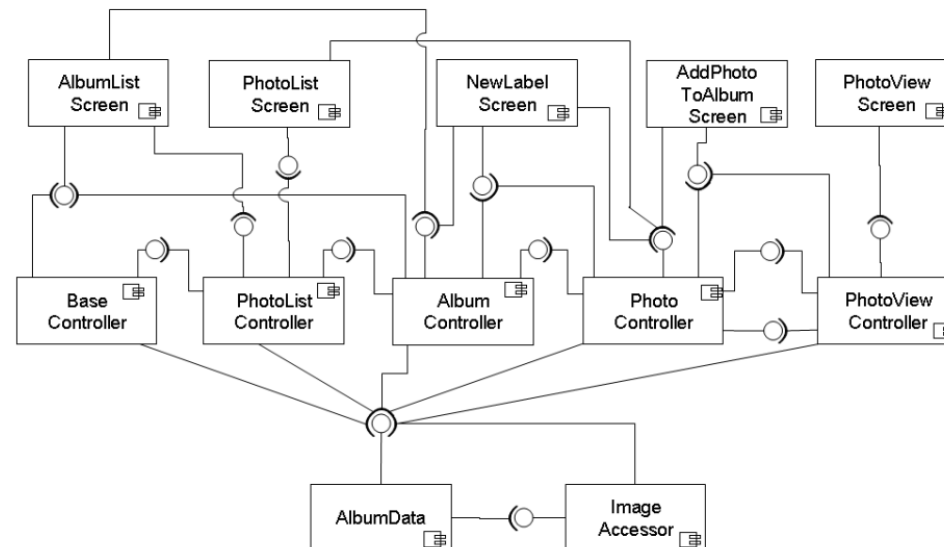 AlbumList
Screen
PhotoList
Screen
NewLabel
Screen
AddPhoto
ToAlbum
Screen
PhotoView
Screen
Base
Controller
PhotoList
Controller
Album
Controller
Photo
Controller
PhotoView
Controller
AlbumData
Image
Accessor